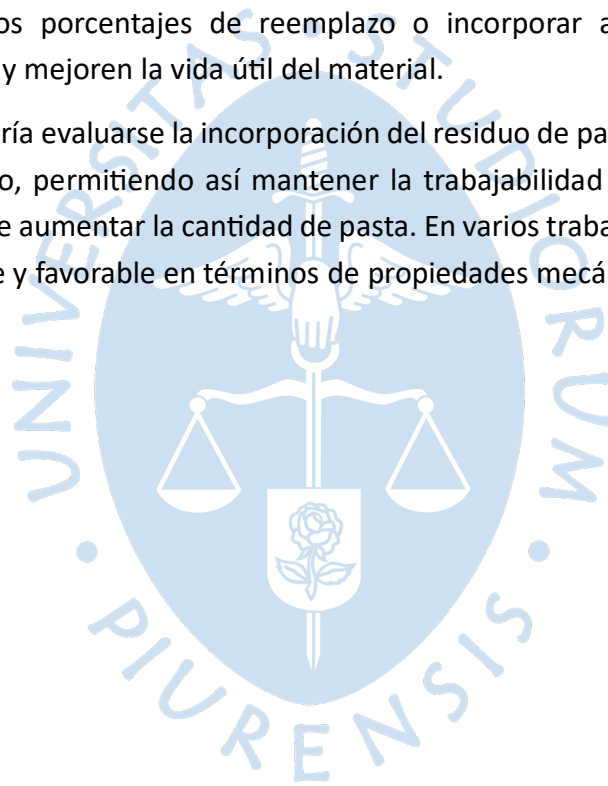 os porcentajes de reemplazo o incorporar a
y mejoren la vida útil del material.
ría evaluarse la incorporación del residuo de pa
o, permitiendo así mantener la trabajabilidad
e aumentar la cantidad de pasta. En varios traba
e y favorable en términos de propiedades mecá
UNIVERSITAS • STUDIORUM • PIURENSIS